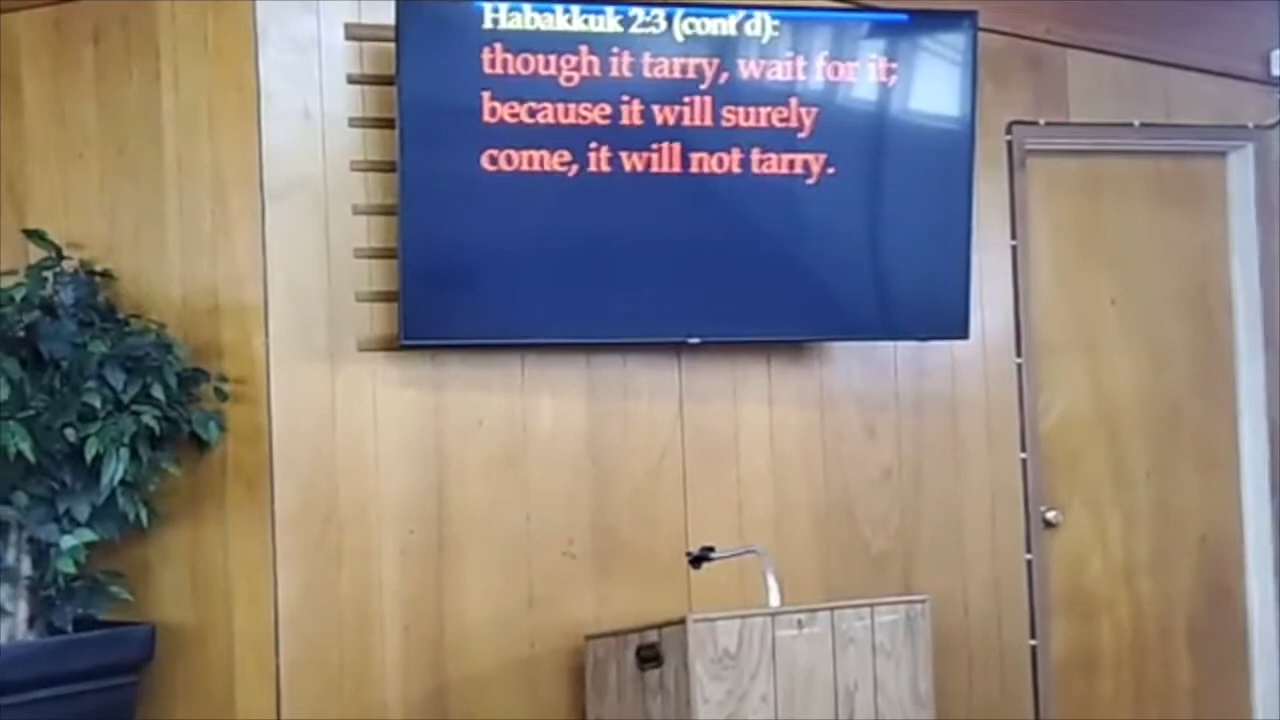 Habakkuk 2:3 (cont'd):
though it tarry, wait for it;
because it will surely
come, it will not tarry.